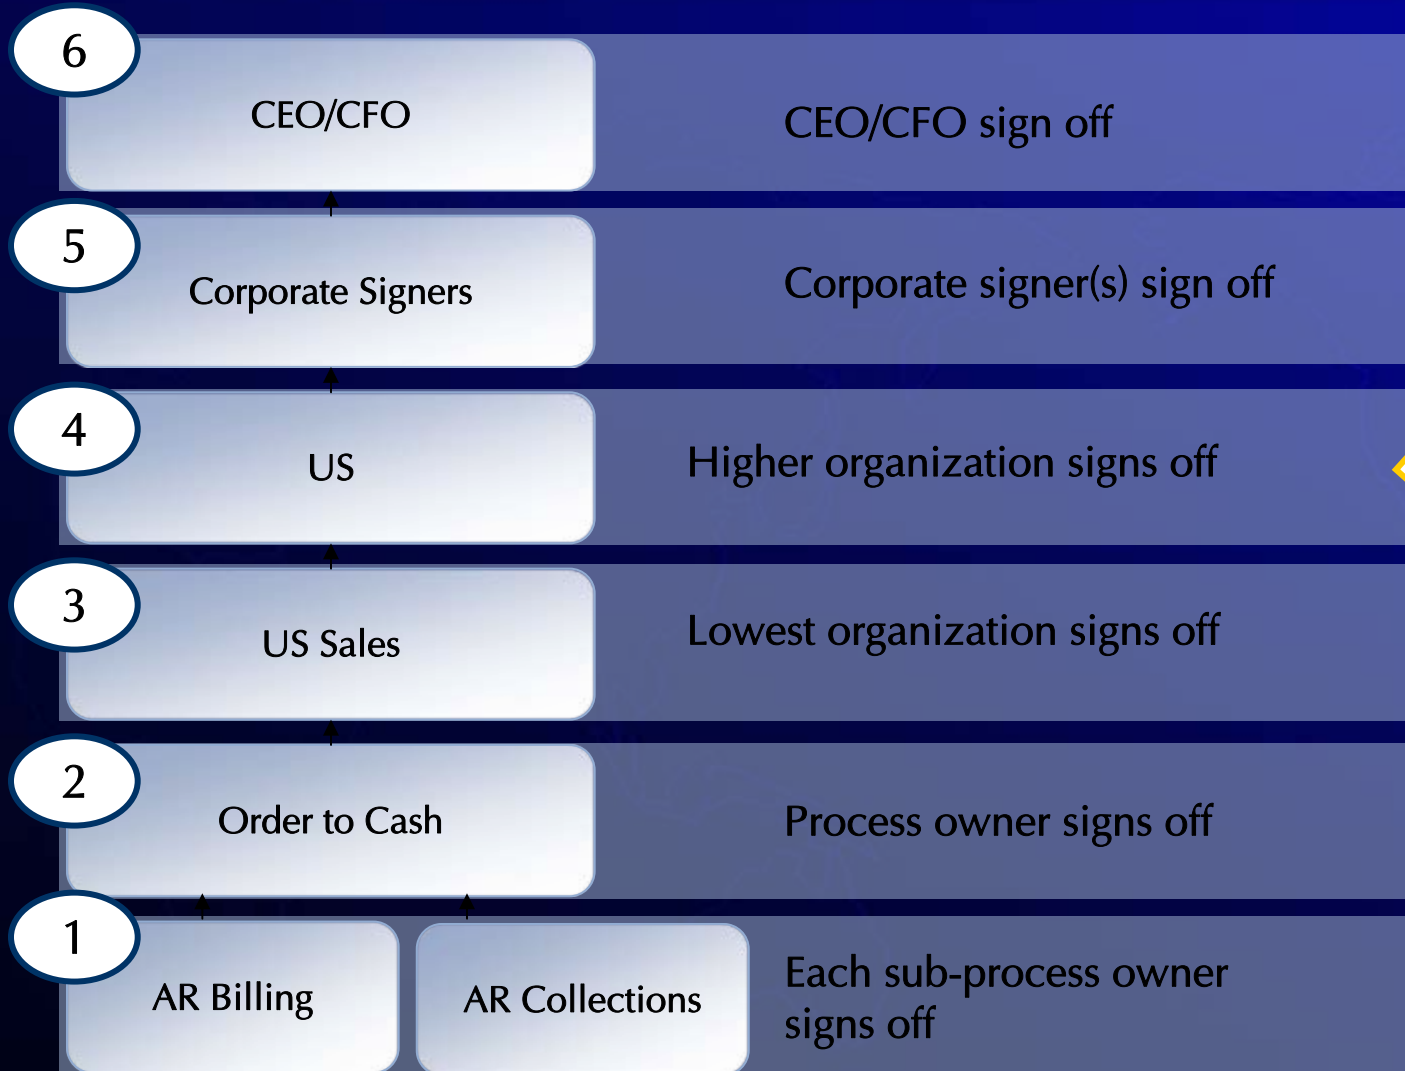 6
CEO/CFO
CEO/CFO sign off
5
Corporate Signers
Corporate signer(s) sign off
4
US
Higher organization signs off
3
US Sales
Lowest organization signs off
2
Order to Cash
Process owner signs off
1
AR Billing
AR Collections
Each sub-process owner
signs off